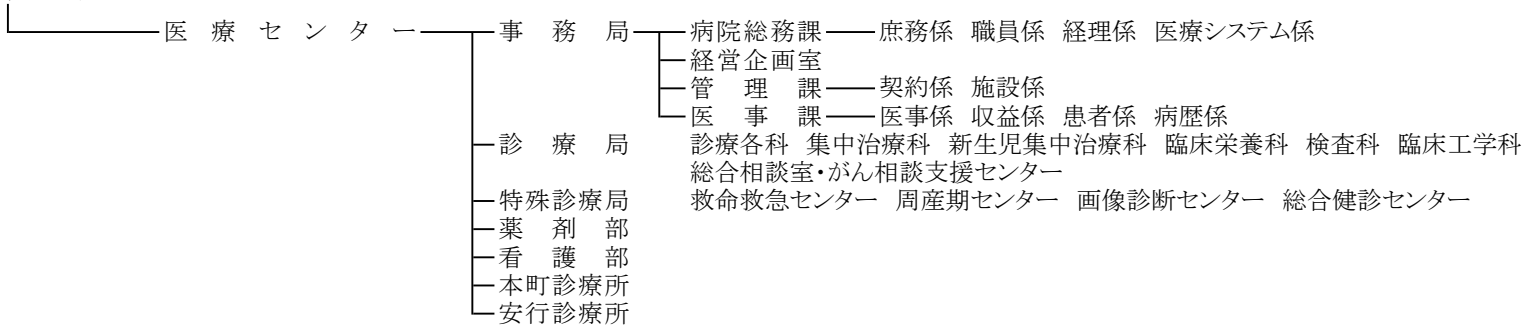 医療センター 事務局 病院総務課 庶務係 職員係 経理係 医療システム係
経営企画室
管理課 契約係 施設係
医事課 医事係 収益係 患者係 病歴係
診療局 診療各科 集中治療科 新生児集中治療科 臨床栄養科 検査科 臨床工学科
総合相談室・がん相談支援センター
特殊診療局 救命救急センター 周産期センター 画像診断センター 総合健診センター
薬剤部
看護部
本町診療所
安行診療所